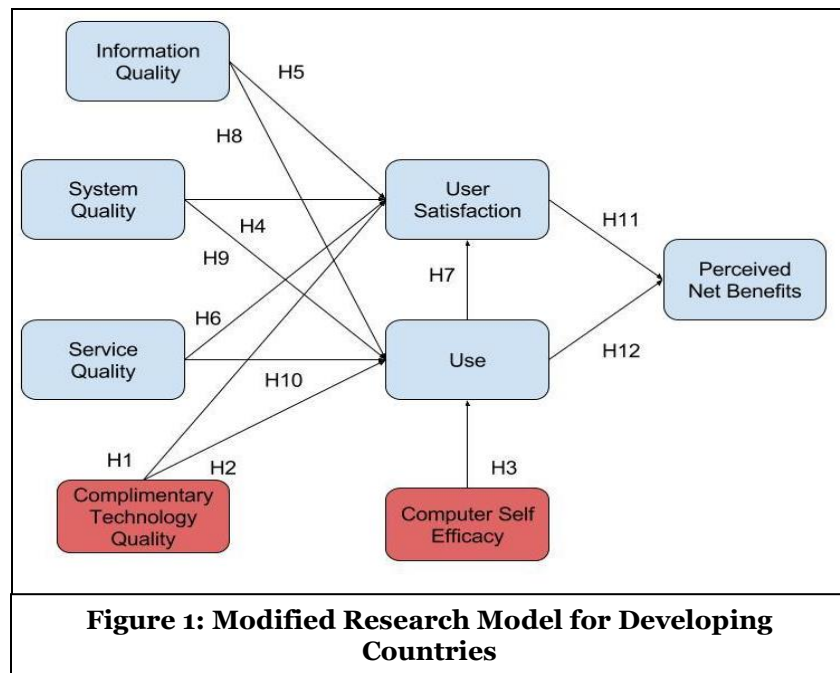 Information
Quality
H5
H8
System
Quality
User
Satisfaction
H4
H11
H9
H7
Perceived
Net Benefits
H6
Service
Quality
Use
H10
H12
H1
H2
H3
Complimentary
Technology
Quality
Computer Self
Efficacy
Figure 1: Modified Research Model for Developing
Countries